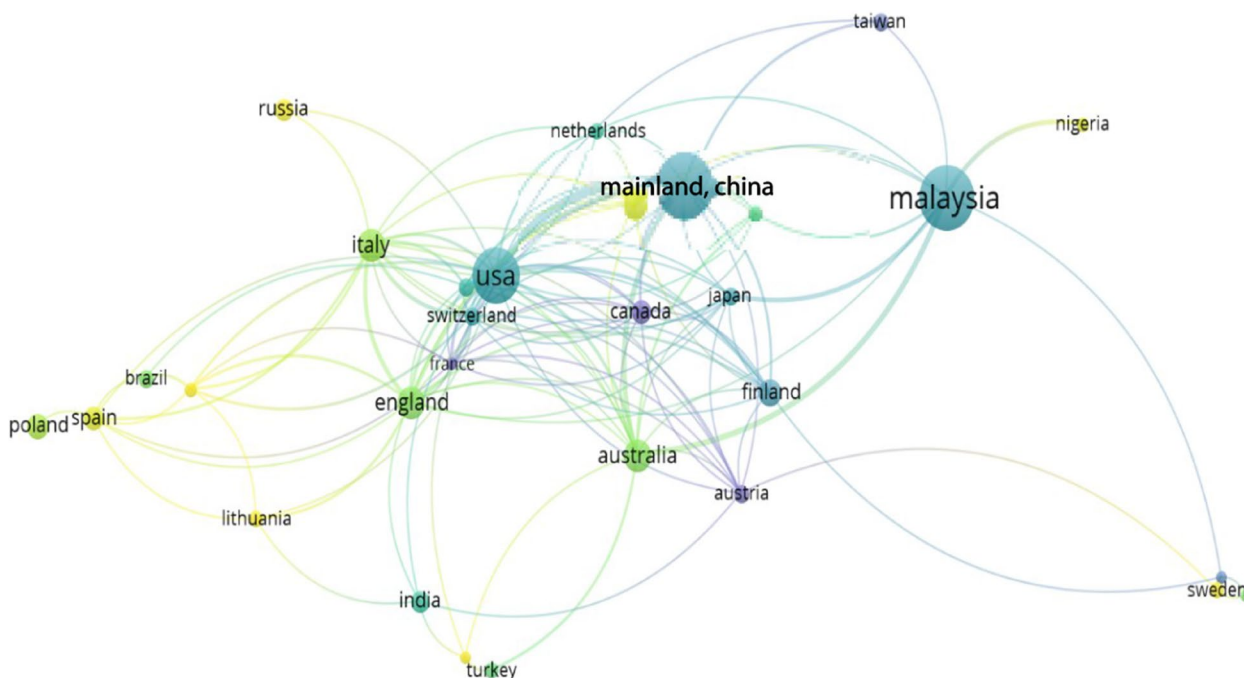 taiwan
russia
nigeria
netherlands
mainland, china
malaysia
italy
usa
japan
canada
switzerland
france
brazil
finland
england
poland
spain
australia
austria
lithuania
sweden
india
turkey